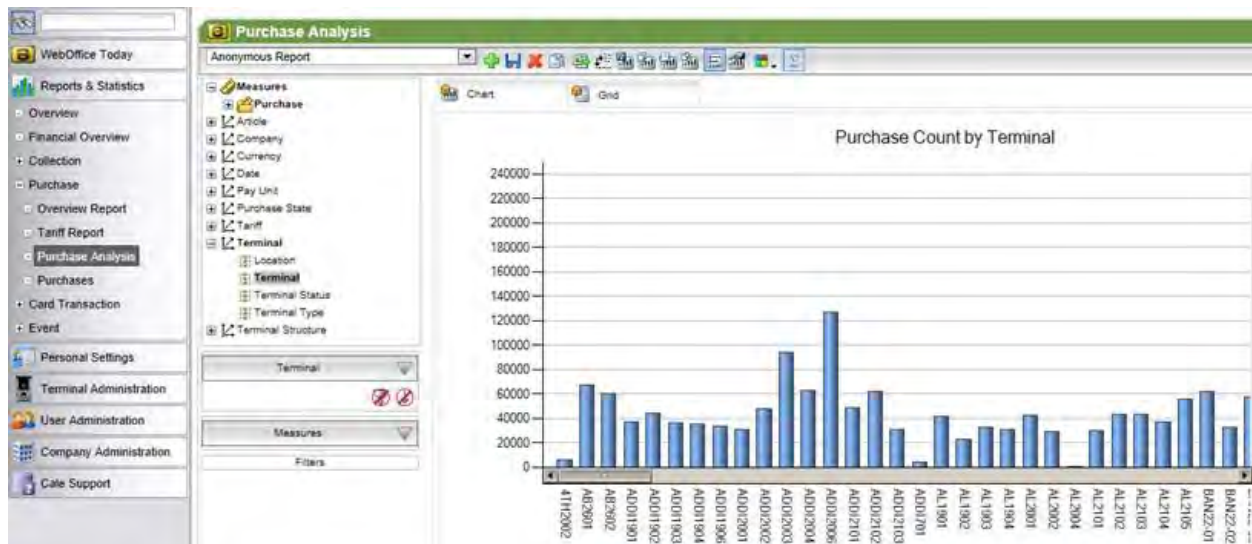 Purchase Analysis
WebOffice Today
Anonymous Report
Reports & Statistics
Overview
Financial Overview
Collection
Purchase
Overview Report
Tariff Report
Purchase Analysis
Purchases
Card Transaction
Event
Personal Settings
Terminal Administration
User Administration
Company Administration
Cale Support
Measures
Purchase
Article
Company
Currency
Date
Pay Unit
Purchase State
Tariff
Terminal
Location
Terminal
Terminal Status
Terminal Type
Terminal Structure
Terminal
Measures
Filters
Chart
Grid
Purchase Count by Terminal
240000
220000
200000
180000
160000
140000
120000
100000
80000
60000
40000
20000
0
4TH2002
AB2601
AB2602
ADDI1901
ADDI1902
ADDI1903
ADDI1904
ADDI1906
ADDI2001
ADDI2002
ADDI2003
ADDI2004
ADDI2006
ADDI2101
ADDI2102
ADDI2103
ADDI701
AL1901
AL1902
AL1903
AL1904
AL2001
AL2002
AL2004
AL2101
AL2102
AL2103
AL2104
AL2105
BAN22-01
BAN22-02